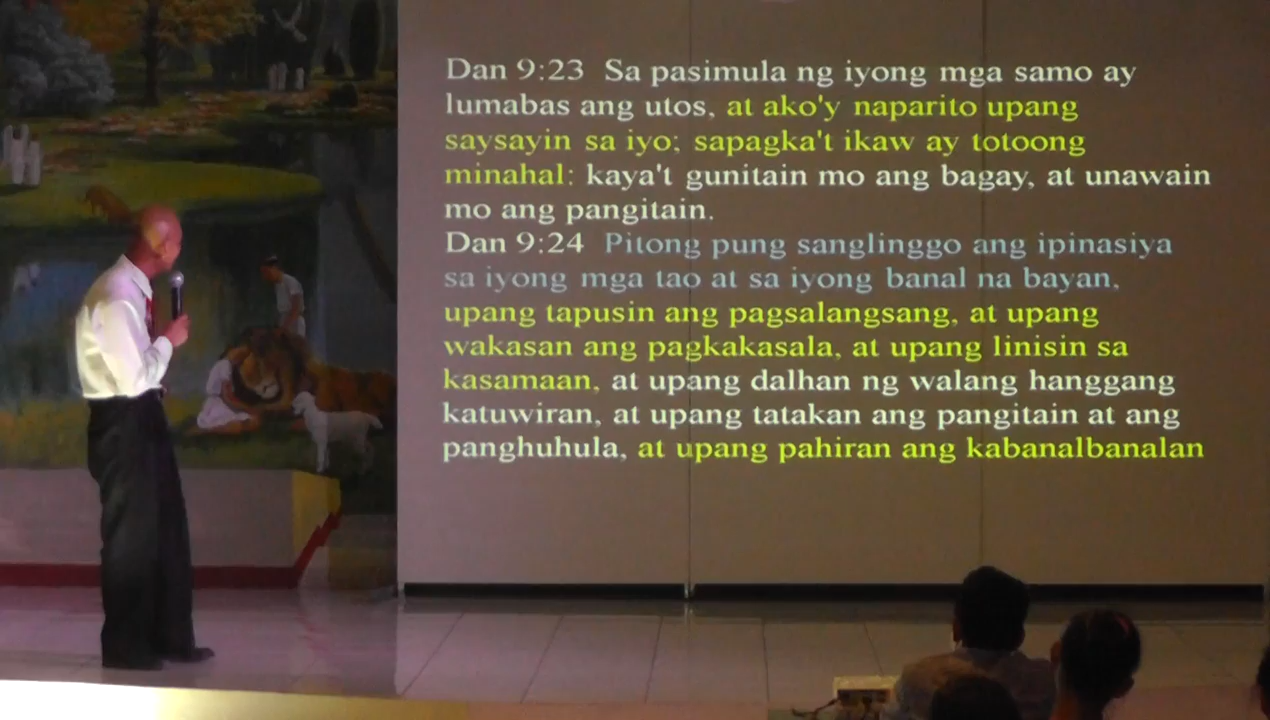 Dan 9:23 Sa pasimula ng iyong mga samo ay
lumabas ang utos, at ako'y naparito upang
saysayin sa iyo; sapagka't ikaw ay totoong
minahal: kaya't gunitain mo ang bagay, at unawain
mo ang pangitain.
Dan 9:24 Pitong pung sanglinggo ang ipinasiya
sa iyong mga tao at sa iyong banal na bayan,
upang tapusin ang pagsalangsang, at upang
wakasan ang pagkakasala, at upang linisin sa
kasamaan, at upang dalhan ng walang hanggang
katuwiran, at upang tatakan ang pangitain at ang
panghuhula, at upang pahiran ang kabanalbanalan